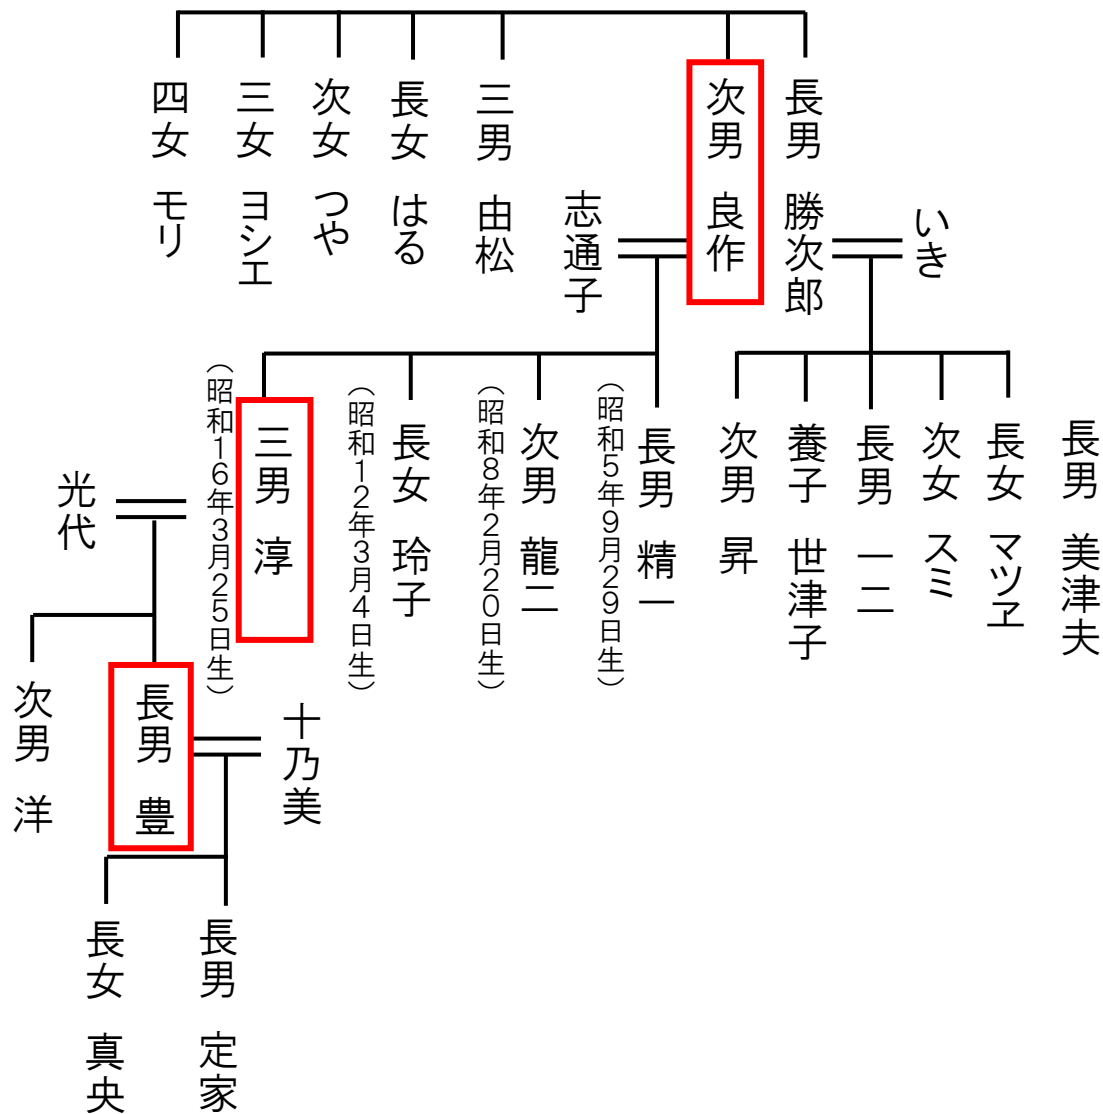 長男 勝次郎
次男 良作
三男 由松
長女 はる
次女 つや
三女 ヨシエ
四女 モリ
いき
志通子
長男 美津夫
長女 マツヱ
次女 スミ
長男 一二
養子 世津子
次男 昇
長男 精一
（昭和５年９月２９日生）
次男 龍二
（昭和８年２月２０日生）
長女 玲子
（昭和１２年３月４日生）
三男 淳
（昭和１６年３月２５日生）
光代
十乃美
長男 豊
次男 洋
長男 定家
長女 真央